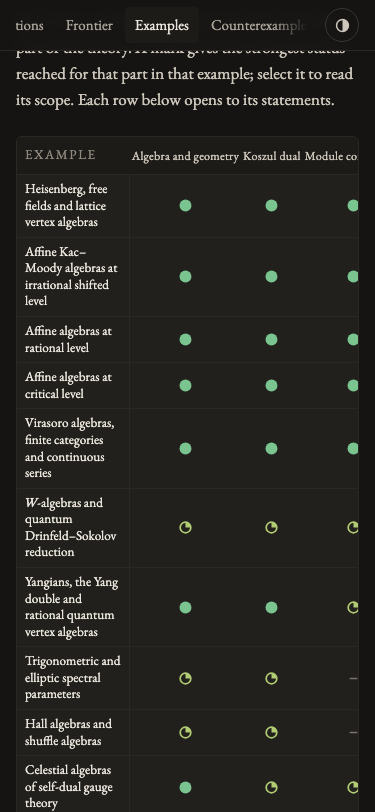 tions Frontier Examples Counterexamp
part of the theory. A mark gives the strongest status
reached for that part in that example; select it to read
its scope. Each row below opens to its statements.
EXAMPLE Algebra and geometry Koszul dual Module co
Heisenberg, free
fields and lattice
vertex algebras
Affine Kac–
Moody algebras at
irrational shifted
level
Affine algebras at
rational level
Affine algebras at
critical level
Virasoro algebras,
finite categories
and continuous
series
W-algebras and
quantum
Drinfeld–Sokolov
reduction
Yangians, the Yang
double and
rational quantum
vertex algebras
Trigonometric and
elliptic spectral
parameters
Hall algebras and
shuffle algebras
Celestial algebras
of self-dual gauge
theory